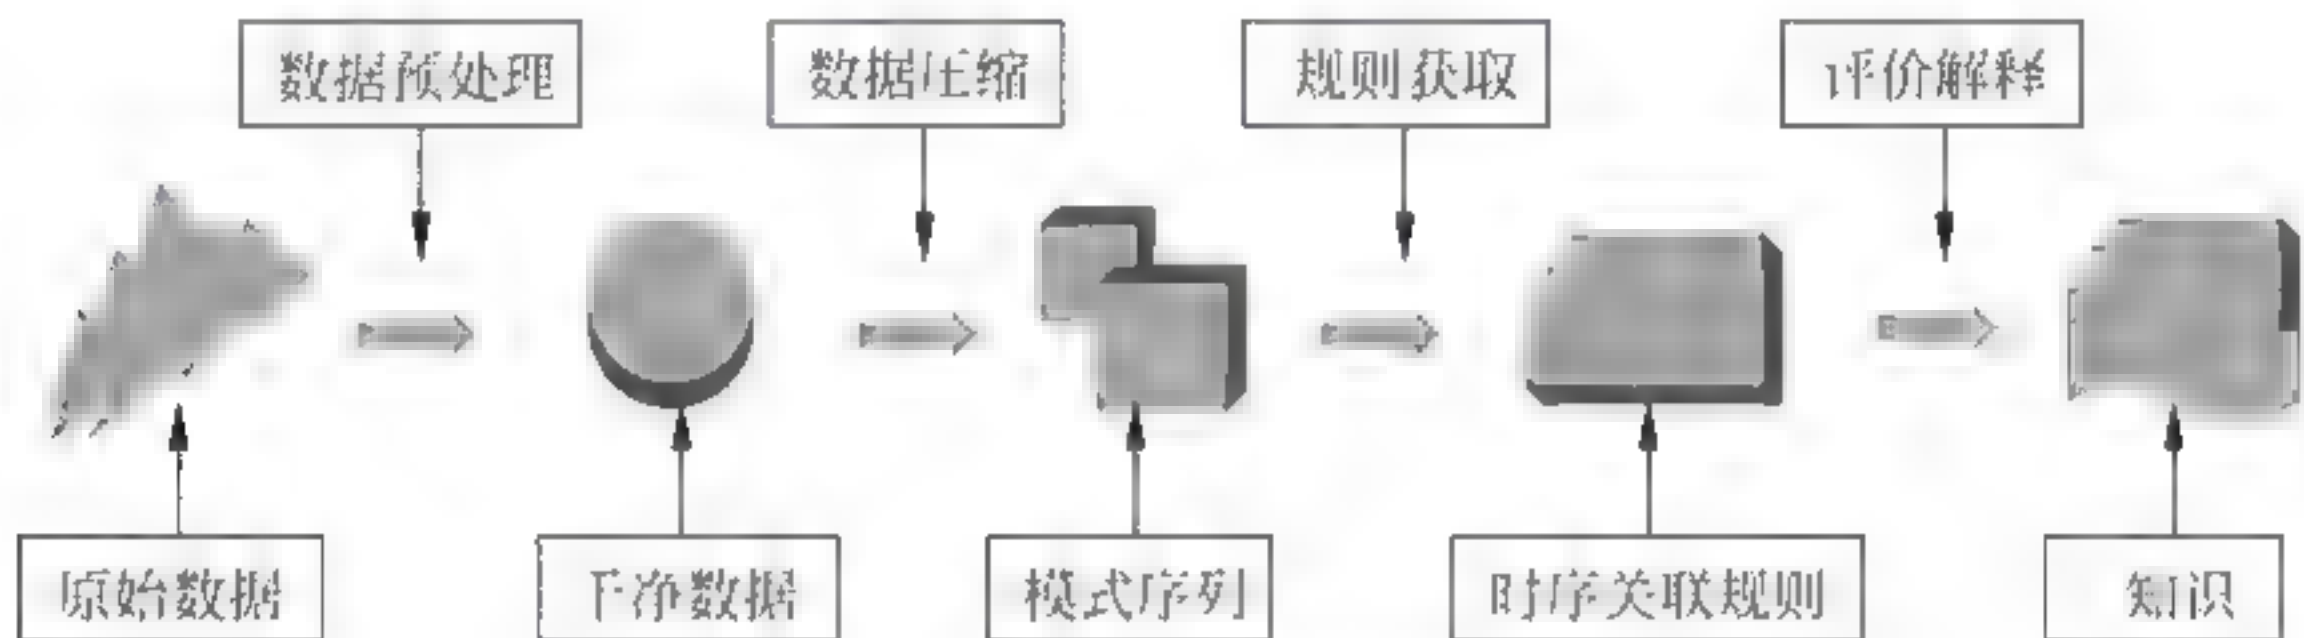 数据预处理
数据压缩
规则获取
评价解释
原始数据
干净数据
模式序列
时序关联规则
知识